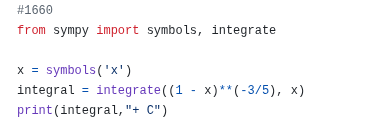 #1660
from sympy import symbols, integrate
x = symbols('x')
integral = integrate((1 - x)**(-3/5), x)
print(integral,"+ C")